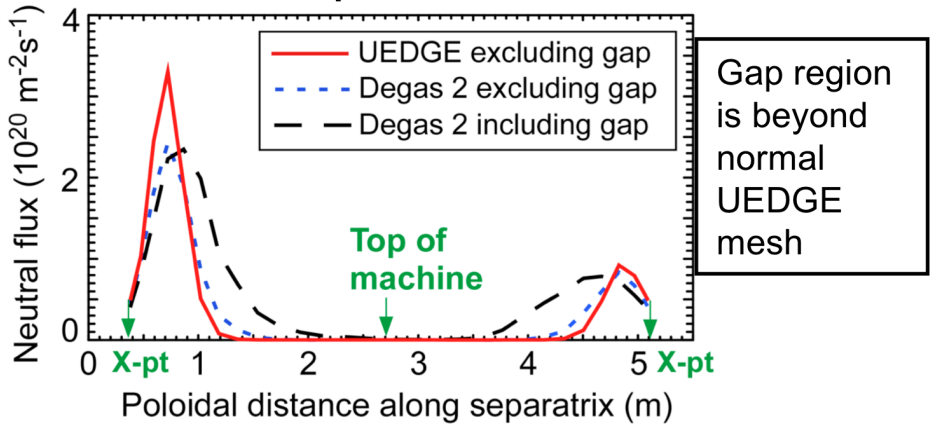 4
2
0
Neutral flux (10²⁰ m⁻²s⁻¹)
UEDGE excluding gap
Degas 2 excluding gap
Degas 2 including gap
Top of
machine
0
X-pt
1
2
3
4
5
X-pt
Poloidal distance along separatrix (m)
Gap region
is beyond
normal
UEDGE
mesh